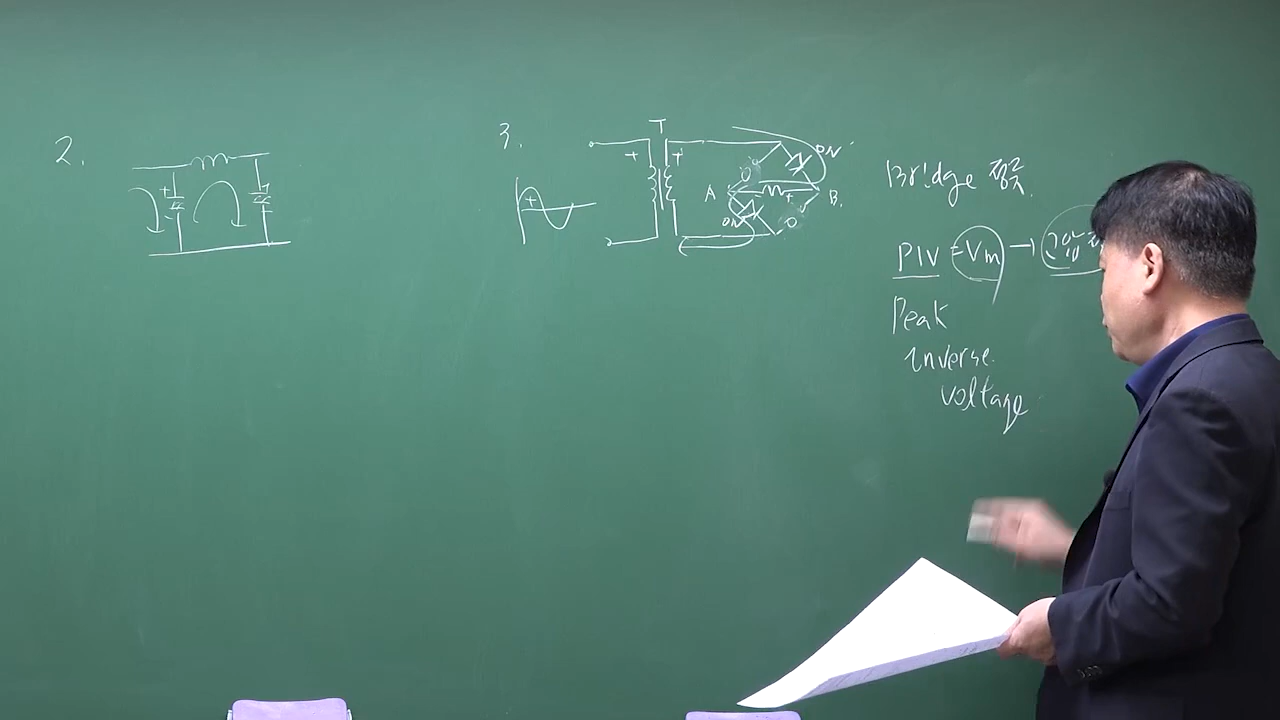 2.
3.
T
+
+
+
+
A
B.
ON
ON
+
Bridge 정류
PIV = Vm →
Peak
inverse.
voltage